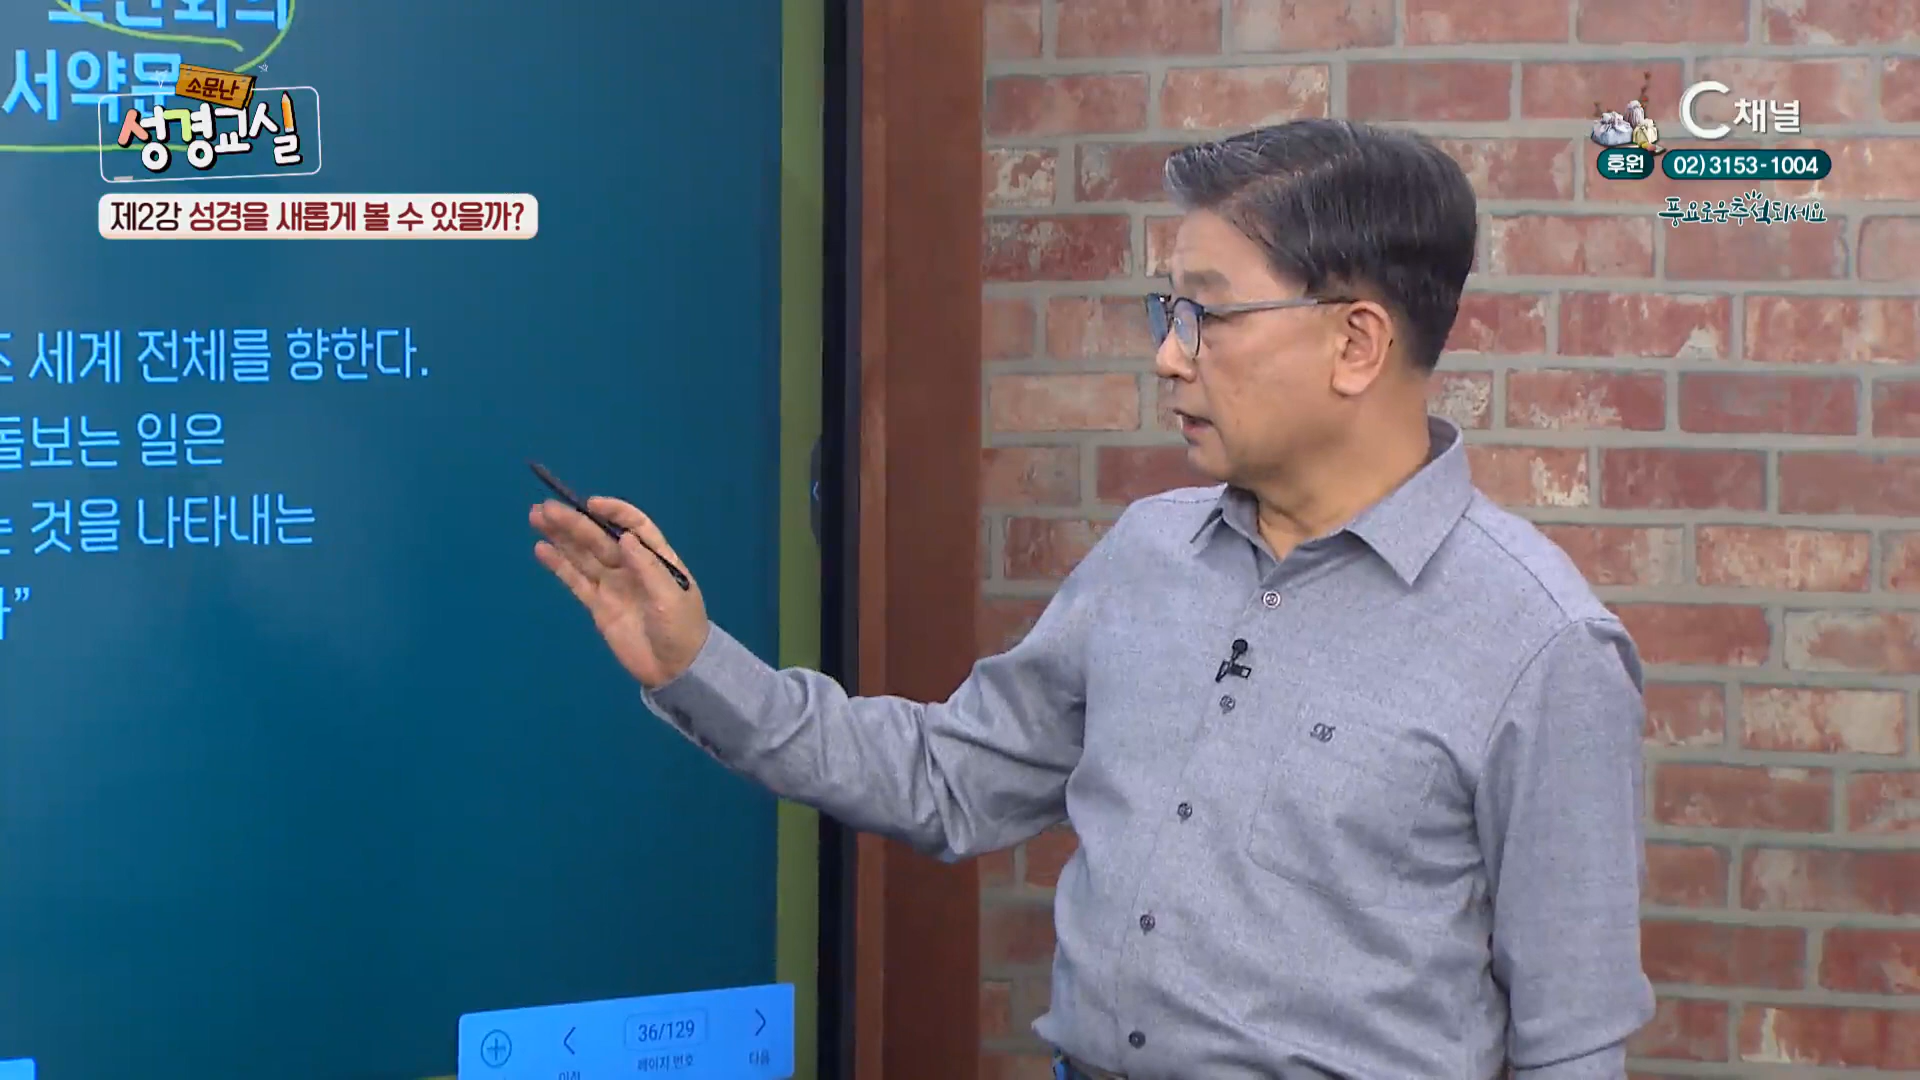 서약문
소문난
성경교실
제2강 성경을 새롭게 볼 수 있을까?
C채널
후원 02)3153-1004
풍요로운추석되세요
세계 전체를 향한다.
돌보는 일은
것을 나타내는
36/129
페이지 번호
다음